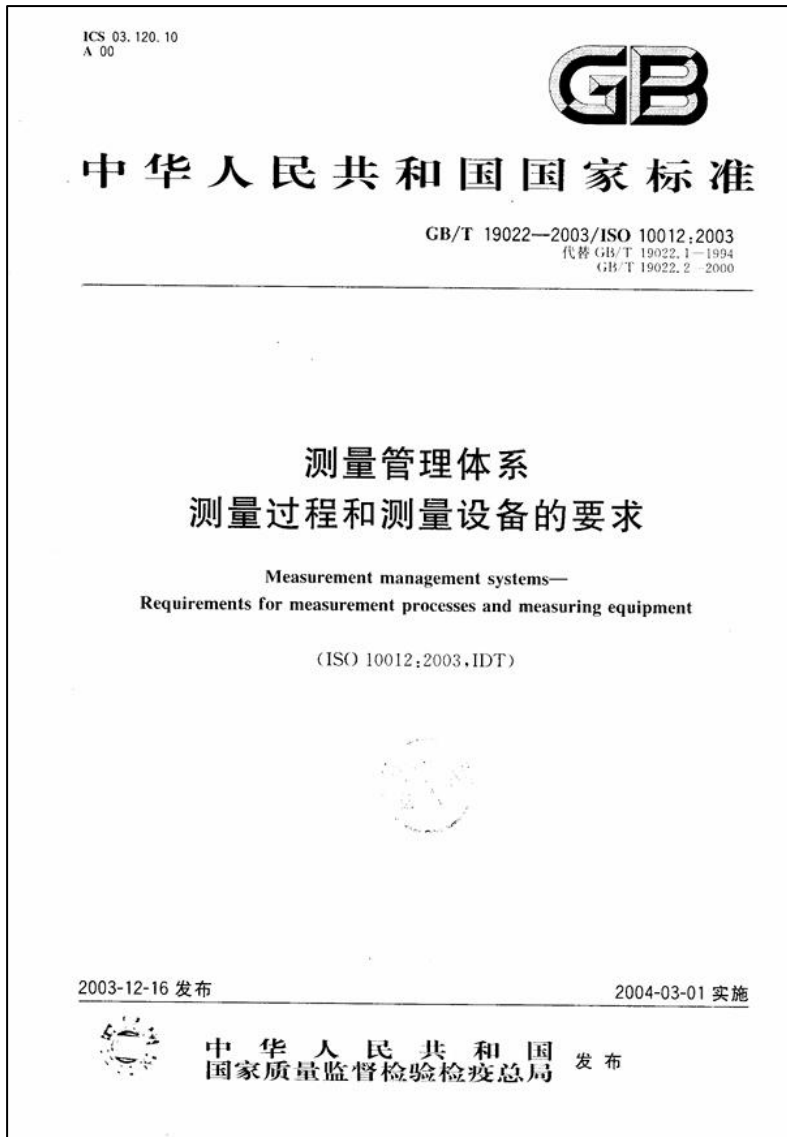 ICS 03.120.10
A 00
GB
中华人民共和国国家标准
GB/T 19022—2003/ISO 10012:2003
代替 GB/T 19022.1—1994
GB/T 19022.2—2000
测量管理体系
测量过程和测量设备的要求
Measurement management systems—
Requirements for measurement processes and measuring equipment
(ISO 10012:2003,IDT)
2003-12-16 发布
2004-03-01 实施
中华人民共和国
国家质量监督检验检疫总局
发布